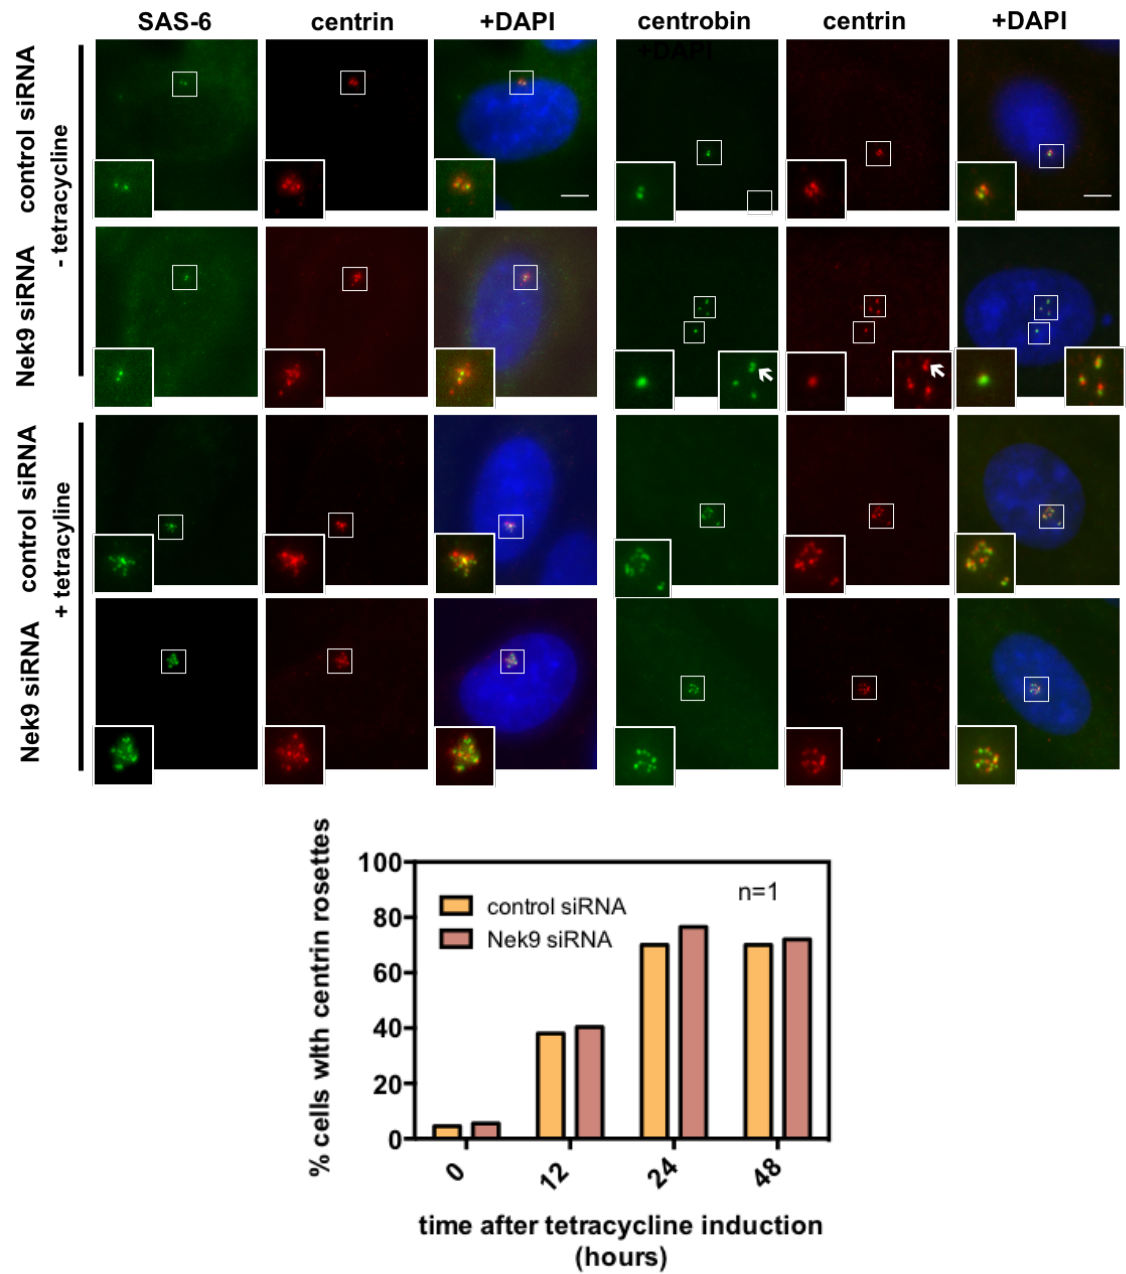 SAS-6 centrin +DAPI centrobin centrin +DAPI
+DAPI
control siRNA
Nek9 siRNA
- tetracycline
control siRNA
Nek9 siRNA
+ tetracyline
% cells with centrin rosettes
100
80
60
40
20
0
control siRNA
Nek9 siRNA
n=1
0 12 24 48
time after tetracycline induction
(hours)